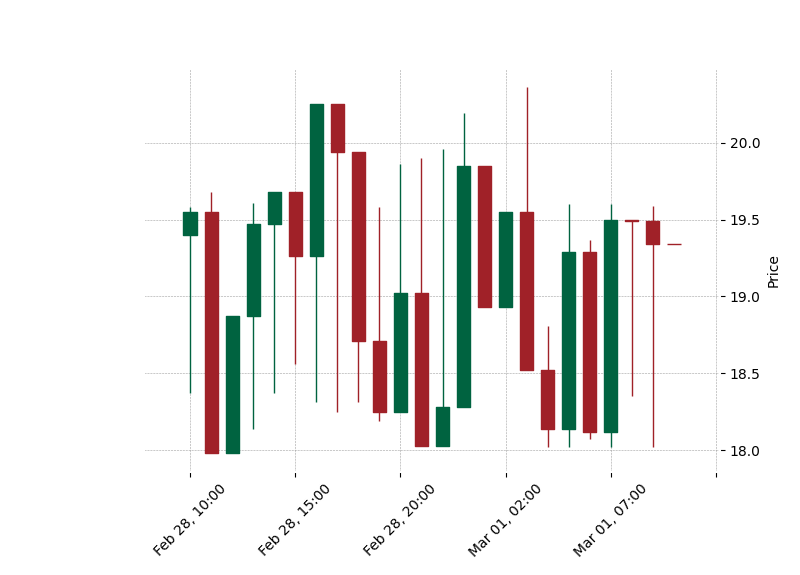 20.0
19.5
19.0
18.5
18.0
Price
Feb 28, 10:00
Feb 28, 15:00
Feb 28, 20:00
Mar 01, 02:00
Mar 01, 07:00